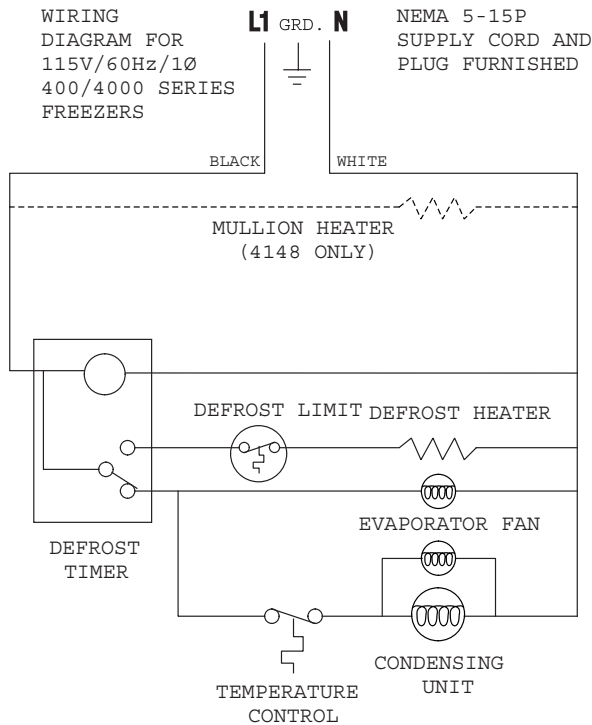 WIRING
DIAGRAM FOR
115V/60Hz/1Ø
400/4000 SERIES
FREEZERS
L1 GRD. N
NEMA 5-15P
SUPPLY CORD AND
PLUG FURNISHED
BLACK
WHITE
MULLION HEATER
(4148 ONLY)
DEFROST LIMIT
DEFROST HEATER
EVAPORATOR FAN
DEFROST
TIMER
CONDENSING
UNIT
TEMPERATURE
CONTROL